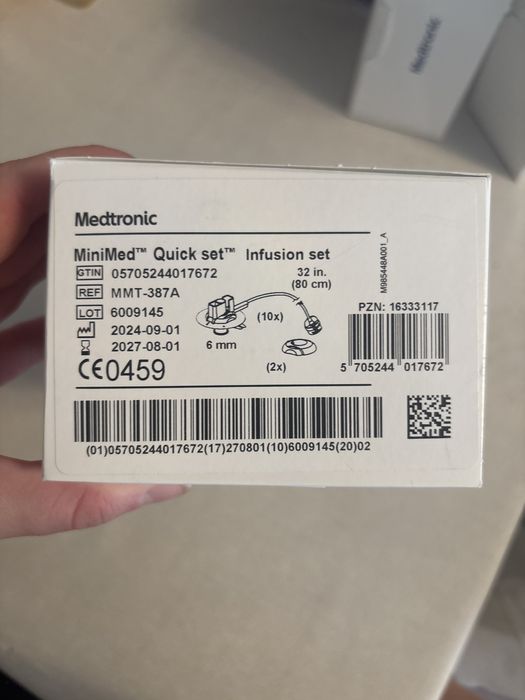 Medtronic
Medtronic
MiniMed™ Quick set™ Infusion set
GTIN 05705244017672
REF MMT-387A
LOT 6009145
2024-09-01
2027-08-01
CE0459
32 in.
(80 cm)
(10x)
6 mm
(2x)
M985448A001_A
PZN: 16333117
5 705244 017672
(01)05705244017672(17)270801(10)6009145(20)02